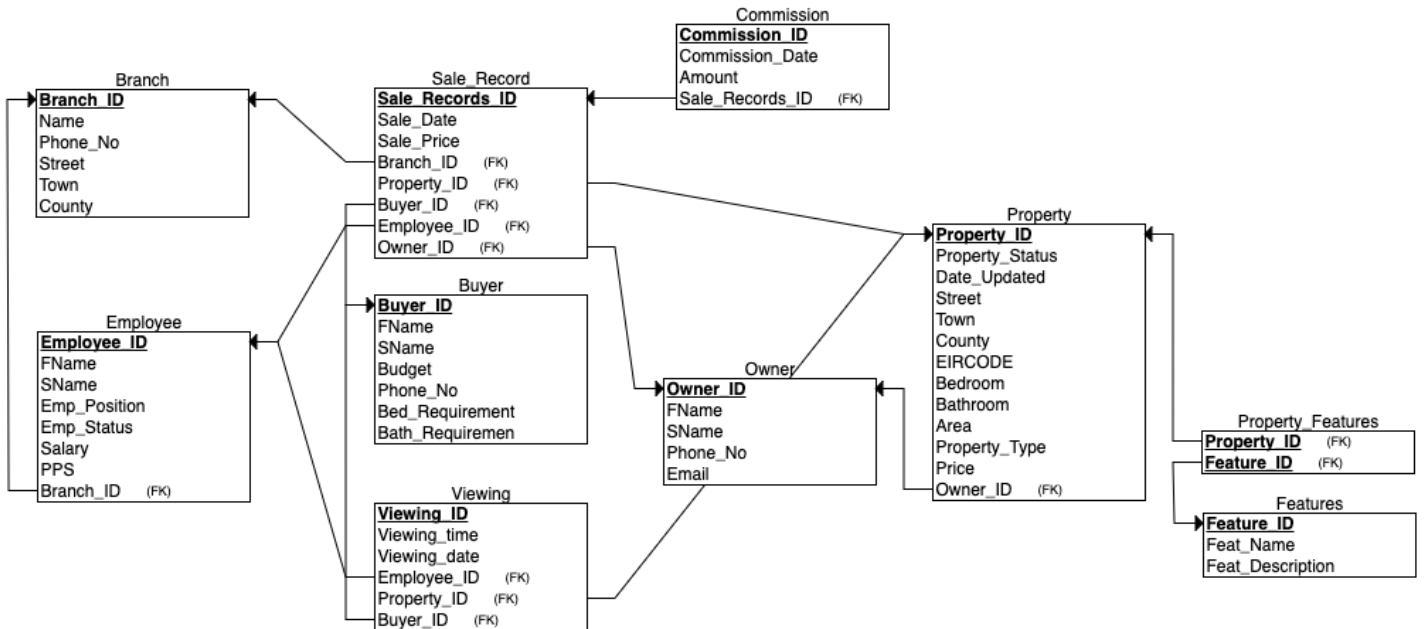 Commission
Commission_ID
Commission_Date
Amount
Sale_Records_ID (FK)
Branch
Branch_ID
Name
Phone_No
Street
Town
County
Sale_Record
Sale_Records_ID
Sale_Date
Sale_Price
Branch_ID (FK)
Property_ID (FK)
Buyer_ID (FK)
Employee_ID (FK)
Owner_ID (FK)
Property
Property_ID
Property_Status
Date_Updated
Street
Town
County
EIRCODE
Bedroom
Bathroom
Area
Property_Type
Price
Owner_ID (FK)
Buyer
Buyer_ID
FName
SName
Budget
Phone_No
Bed_Requirement
Bath_Requiremen
Employee
Employee_ID
FName
SName
Emp_Position
Emp_Status
Salary
PPS
Branch_ID (FK)
Owner
Owner_ID
FName
SName
Phone_No
Email
Property_Features
Property_ID (FK)
Feature_ID (FK)
Viewing
Viewing_ID
Viewing_time
Viewing_date
Employee_ID (FK)
Property_ID (FK)
Buyer_ID (FK)
Features
Feature_ID
Feat_Name
Feat_Description